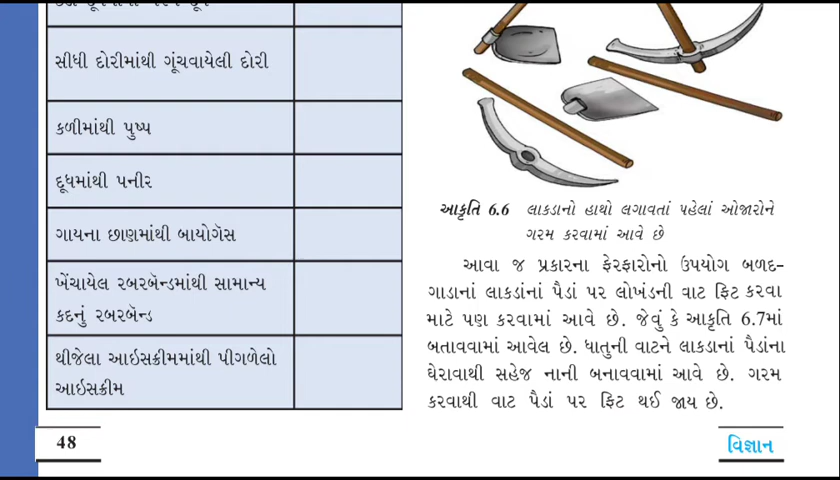 સીધી દોરીમાંથી ગૂંચવાયેલી દોરી
કળીમાંથી પુષ્પ
દૂધમાંથી પનીર
ગાયના છાણમાંથી બાયોગૅસ
ખેંચાયેલ રબરબૅન્ડમાંથી સામાન્ય
કદનું રબરબૅન્ડ
થીજેલા આઇસક્રીમમાંથી પીગળેલો
આઇસક્રીમ
આકૃતિ 6.6 લાકડાનો હાથો લગાવતાં પહેલાં ઓજારોને
ગરમ કરવામાં આવે છે
આવા જ પ્રકારના ફેરફારોનો ઉપયોગ બળદ-
ગાડાનાં લાકડાંનાં પૈડાં પર લોખંડની વાટ ફિટ કરવા
માટે પણ કરવામાં આવે છે. જેવું કે આકૃતિ 6.7માં
બતાવવામાં આવેલ છે. ધાતુની વાટને લાકડાનાં પૈડાંના
ઘેરાવાથી સહેજ નાની બનાવવામાં આવે છે. ગરમ
કરવાથી વાટ પૈડાં પર ફિટ થઈ જાય છે.
48
વિજ્ઞાન